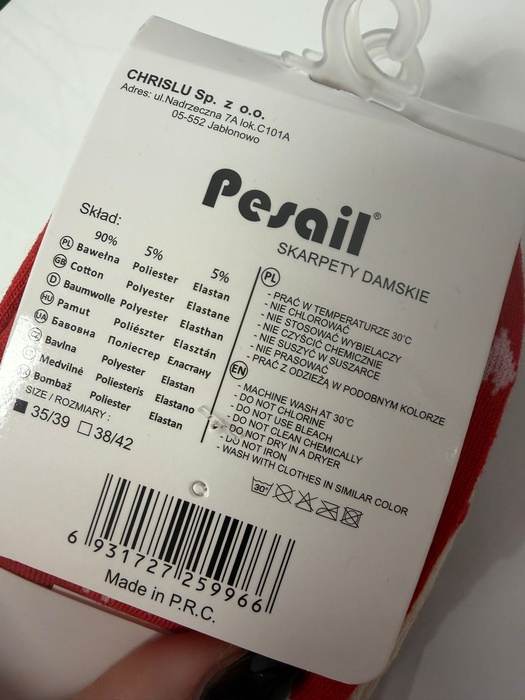 CHRISLU Sp. z o.o.
Adres: ul.Nadrzeczna 7A lok.C101A
05-552 Jabłonowo
Pesail®
SKARPETY DAMSKIE
Skład:
90% 5% 5%
PL Bawełna Poliester Elastan
GB Cotton Polyester Elastane
D Baumwolle Polyester Elasthan
HU Pamut Poliészter Elasztán
UA Бавовна Поліестер Еластану
Bavlna Polyester Elastan
Medvilnė Poliesteris Elastano
Bombaž Poliester Elastan
SIZE / ROZMIARY:
35/39 38/42
PL
- PRAĆ W TEMPERATURZE 30°C
- NIE CHLOROWAĆ
- NIE STOSOWAĆ WYBIELACZY
- NIE CZYŚCIĆ CHEMICZNIE
- NIE SUSZYĆ W SUSZARCE
- NIE PRASOWAĆ
- PRAĆ Z ODZIEŻĄ W PODOBNYM KOLORZE
EN
- MACHINE WASH AT 30°C
- DO NOT CHLORINE
- DO NOT USE BLEACH
- DO NOT CLEAN CHEMICALLY
- DO NOT DRY IN A DRYER
- DO NOT IRON
- WASH WITH CLOTHES IN SIMILAR COLOR
30°
6 931727 259966
Made in P.R.C.